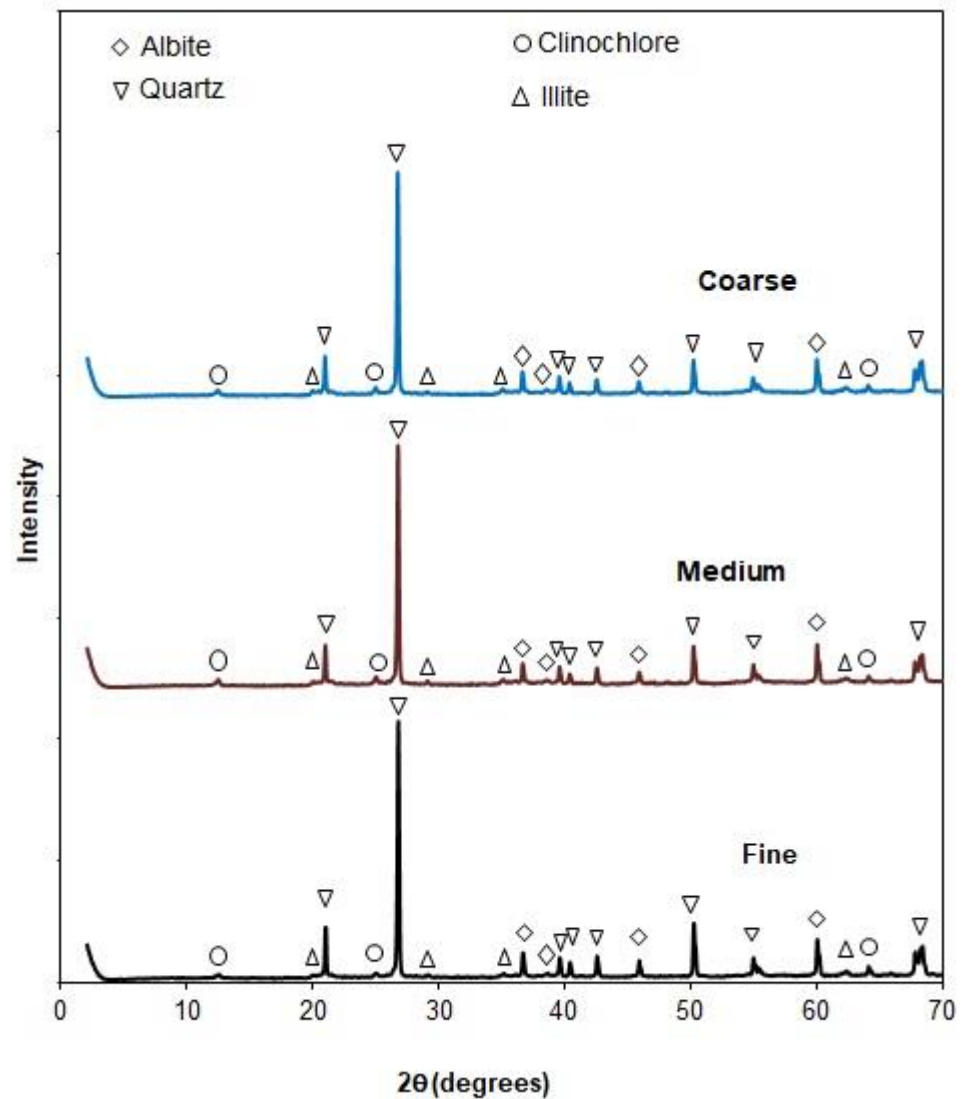 ◇ Albite
○ Clinochlore
▽ Quartz
△ Illite
Coarse
Medium
Fine
Intensity
0 10 20 30 40 50 60 70
2θ (degrees)